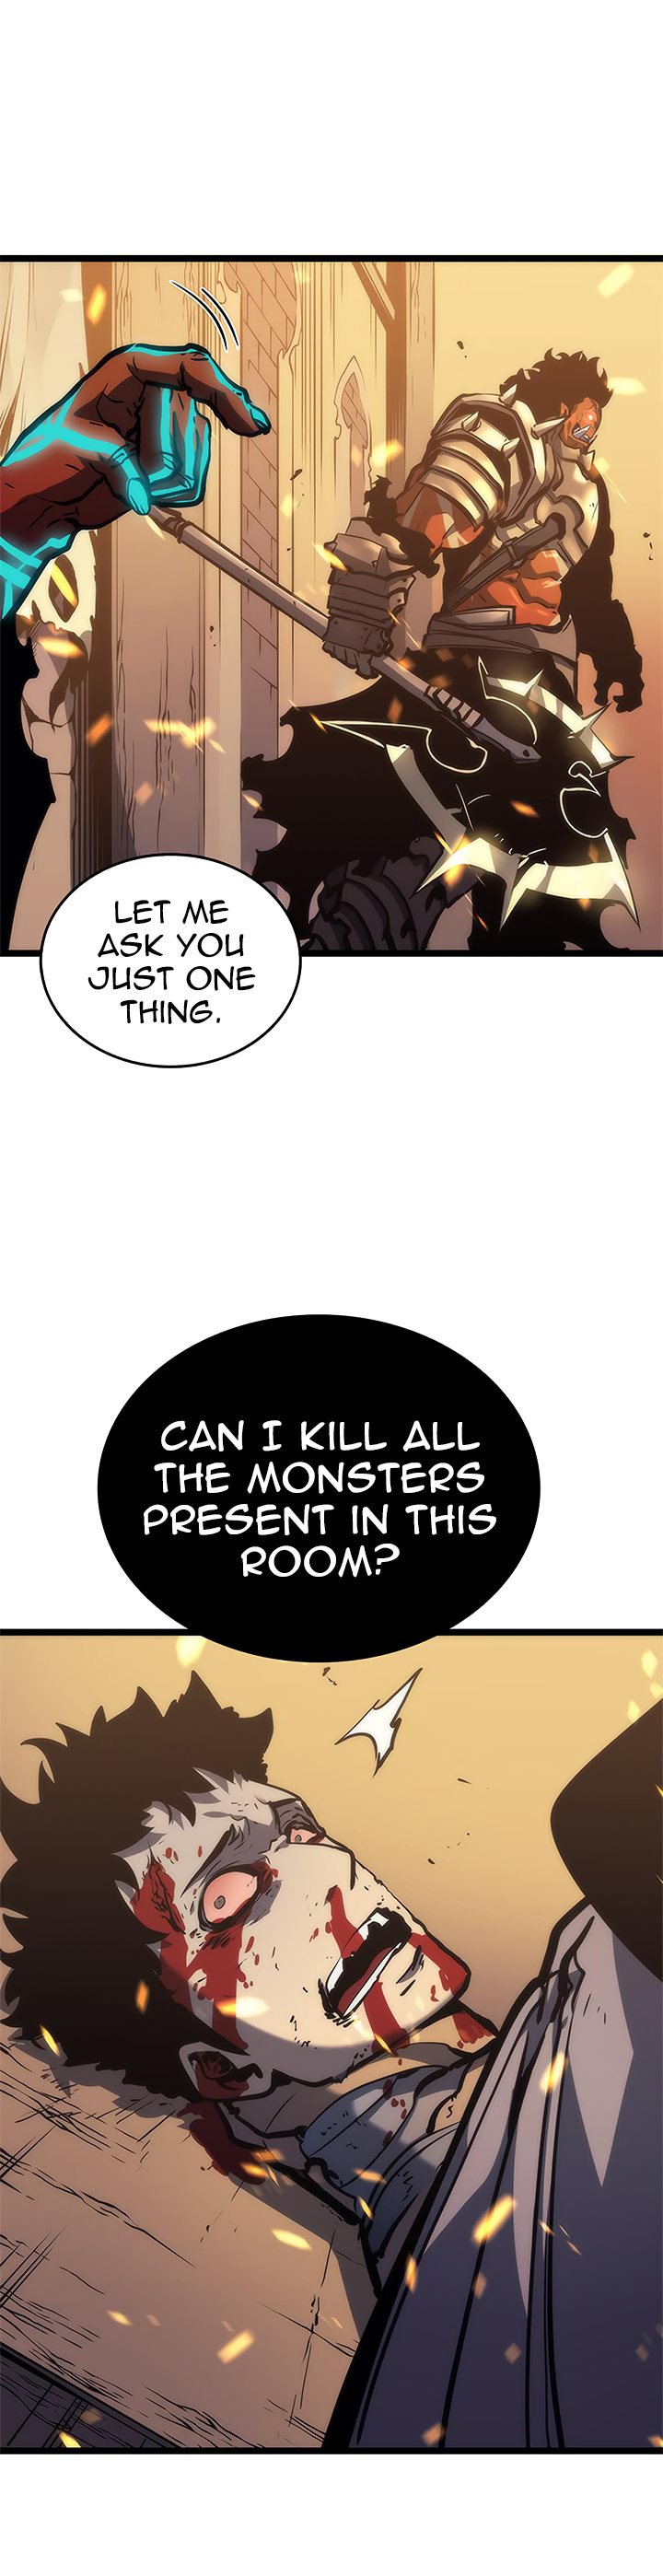 LET ME
ASK YOU
JUST ONE
THING.
CAN I KILL ALL
THE MONSTERS
PRESENT IN THIS
ROOM?